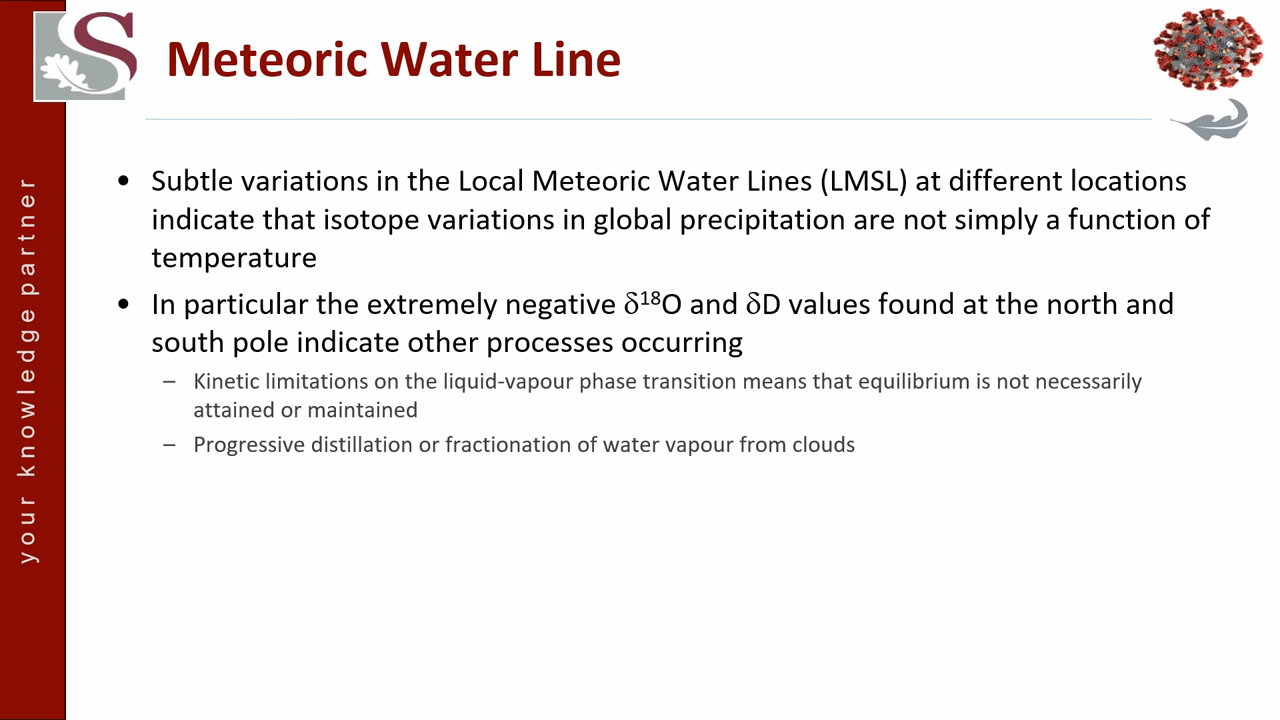 Meteoric Water Line
• Subtle variations in the Local Meteoric Water Lines (LMSL) at different locations
indicate that isotope variations in global precipitation are not simply a function of
temperature
• In particular the extremely negative δ¹⁸O and δD values found at the north and
south pole indicate other processes occurring
– Kinetic limitations on the liquid-vapour phase transition means that equilibrium is not necessarily
attained or maintained
– Progressive distillation or fractionation of water vapour from clouds
your knowledge partner
S